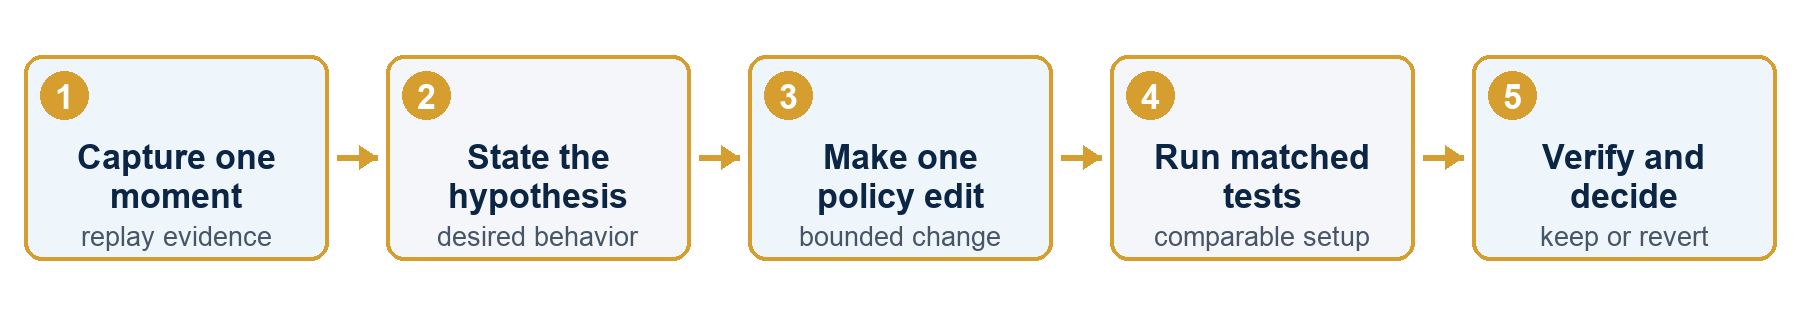 1
Capture one
moment
replay evidence
2
State the
hypothesis
desired behavior
3
Make one
policy edit
bounded change
4
Run matched
tests
comparable setup
5
Verify and
decide
keep or revert